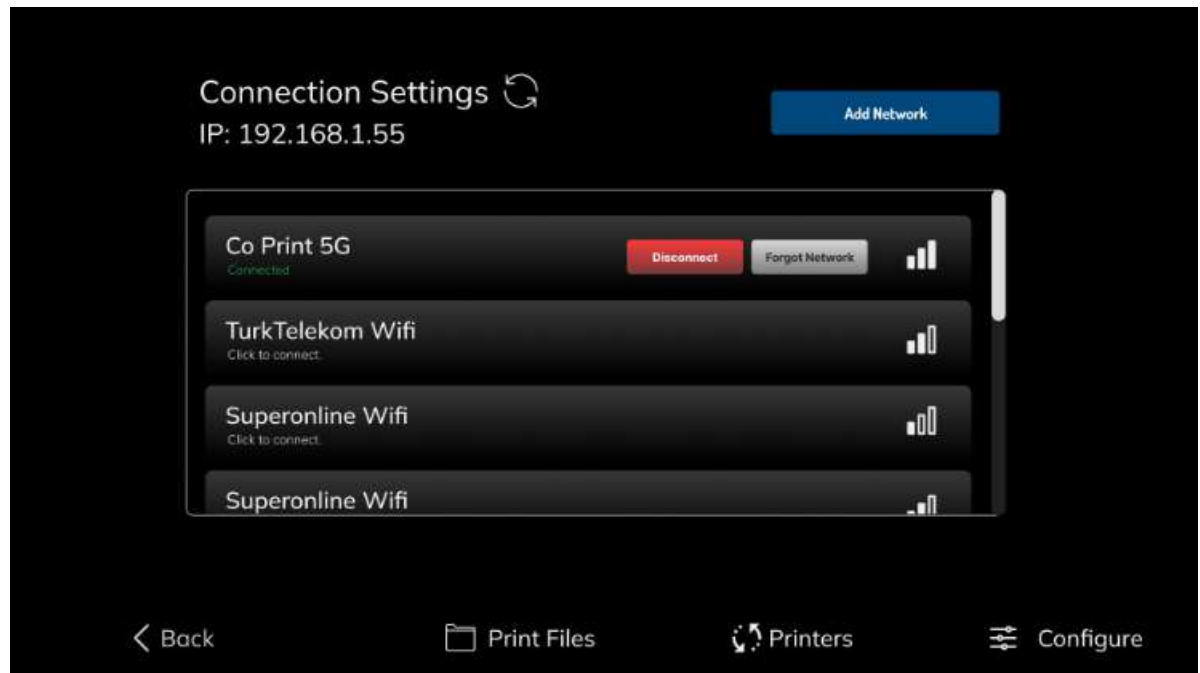 Connection Settings
IP: 192.168.1.55
Add Network
Co Print 5G
Connected
Disconnect
Forgot Network
TurkTelekom Wifi
Click to connect.
Superonline Wifi
Click to connect.
Superonline Wifi
Back
Print Files
Printers
Configure